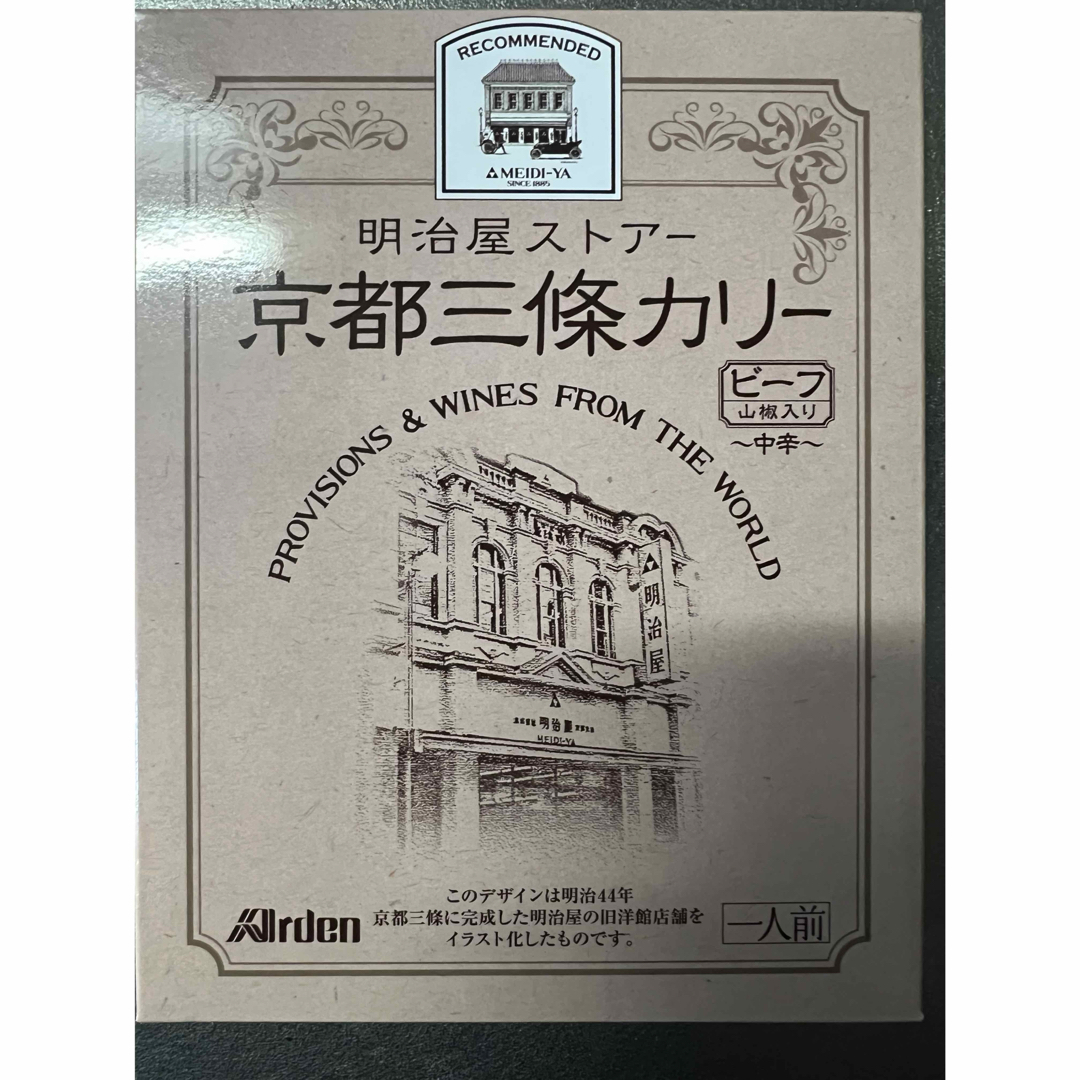 RECOMMENDED
MEIDI-YA
SINCE 1885
明治屋ストアー
京都三條カリー
ビーフ
山椒入り
～中辛～
PROVISIONS & WINES FROM THE WORLD
明治屋
明治屋
MEIDI-YA
このデザインは明治44年
京都三條に完成した明治屋の旧洋館店舗を
イラスト化したものです。
Arden
一人前